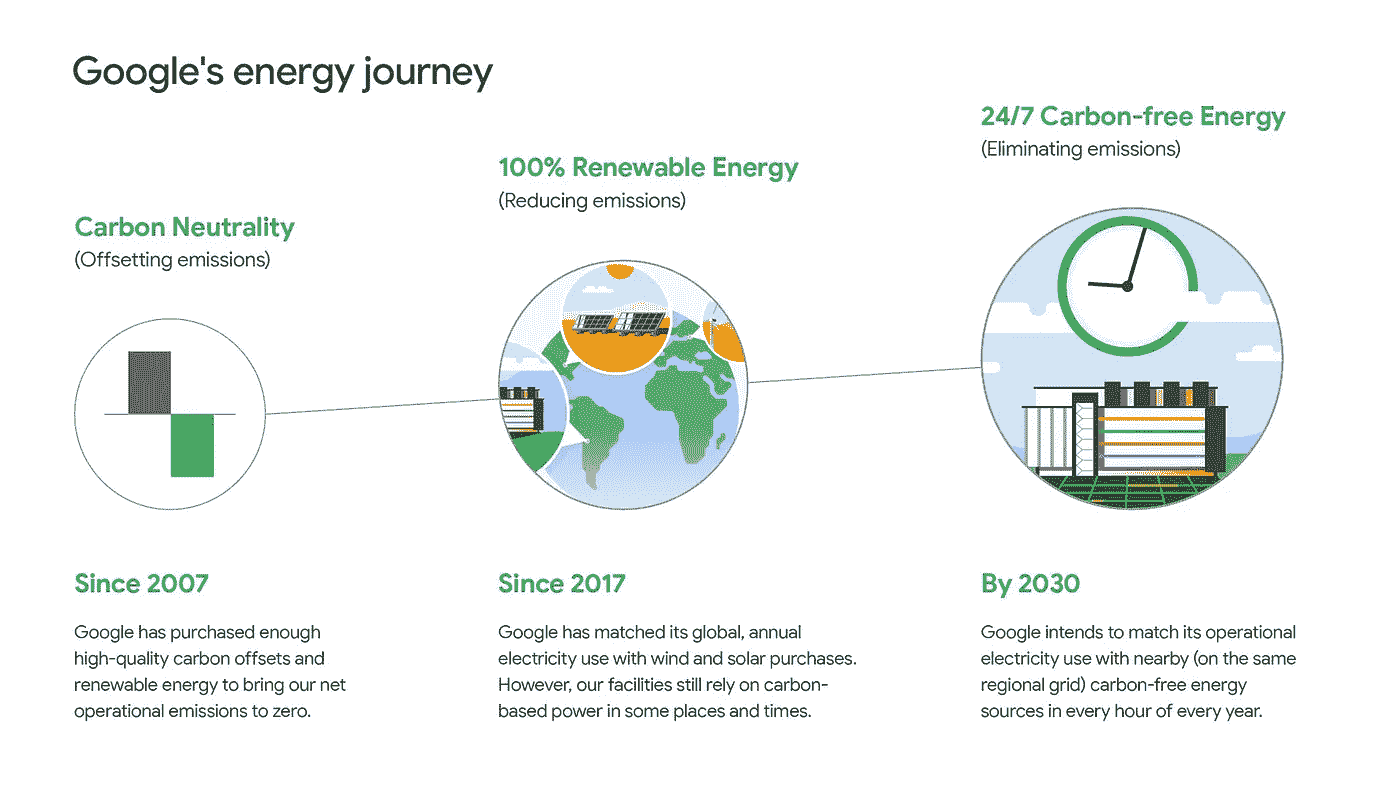 Google's energy journey
Carbon Neutrality
(Offsetting emissions)
Since 2007
Google has purchased enough
high-quality carbon offsets and
renewable energy to bring our net
operational emissions to zero.
100% Renewable Energy
(Reducing emissions)
Since 2017
Google has matched its global, annual
electricity use with wind and solar purchases.
However, our facilities still rely on carbon-
based power in some places and times.
24/7 Carbon-free Energy
(Eliminating emissions)
By 2030
Google intends to match its operational
electricity use with nearby (on the same
regional grid) carbon-free energy
sources in every hour of every year.